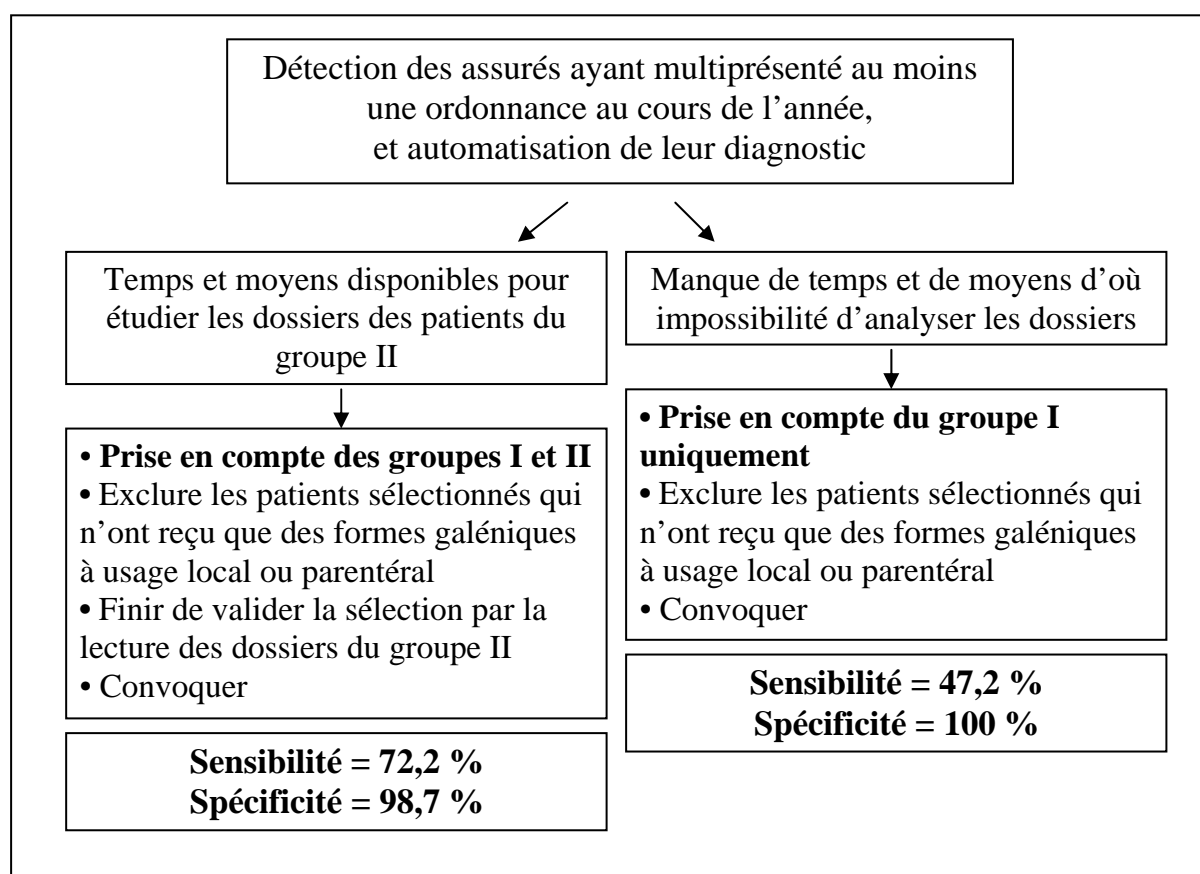 Détection des assurés ayant multiprésenté au moins
une ordonnance au cours de l’année,
et automatisation de leur diagnostic
Temps et moyens disponibles pour
étudier les dossiers des patients du
groupe II
• Prise en compte des groupes I et II
• Exclure les patients sélectionnés qui
n’ont reçu que des formes galéniques
à usage local ou parentéral
• Finir de valider la sélection par la
lecture des dossiers du groupe II
• Convoquer
Sensibilité = 72,2 %
Spécificité = 98,7 %
Manque de temps et de moyens d’où
impossibilité d’analyser les dossiers
• Prise en compte du groupe I
uniquement
• Exclure les patients sélectionnés qui
n’ont reçu que des formes galéniques
à usage local ou parentéral
• Convoquer
Sensibilité = 47,2 %
Spécificité = 100 %